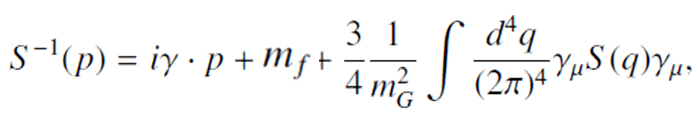 S⁻¹(p) = iγ · p + m_f + \frac{3}{4} \frac{1}{m_G^2} ∫ \frac{d^4q}{(2π)^4} γ_μ S(q) γ_μ,